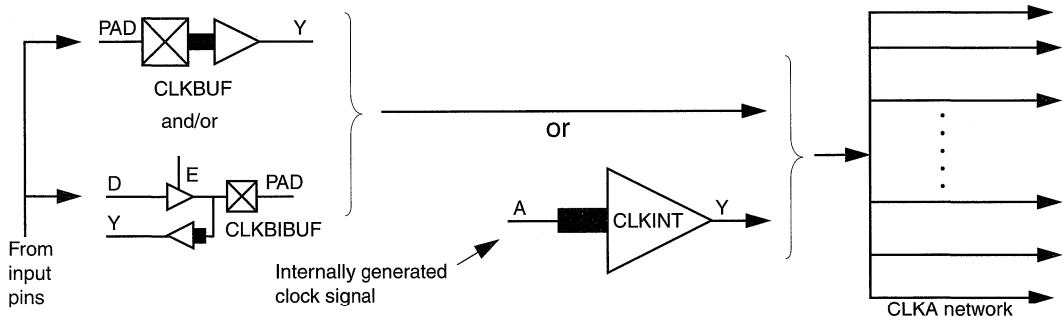 PAD
Y
CLKBUF
and/or
D
E
PAD
Y
CLKBIBUF
From
input
pins
or
A
CLKINT
Y
Internally generated
clock signal
CLKA network